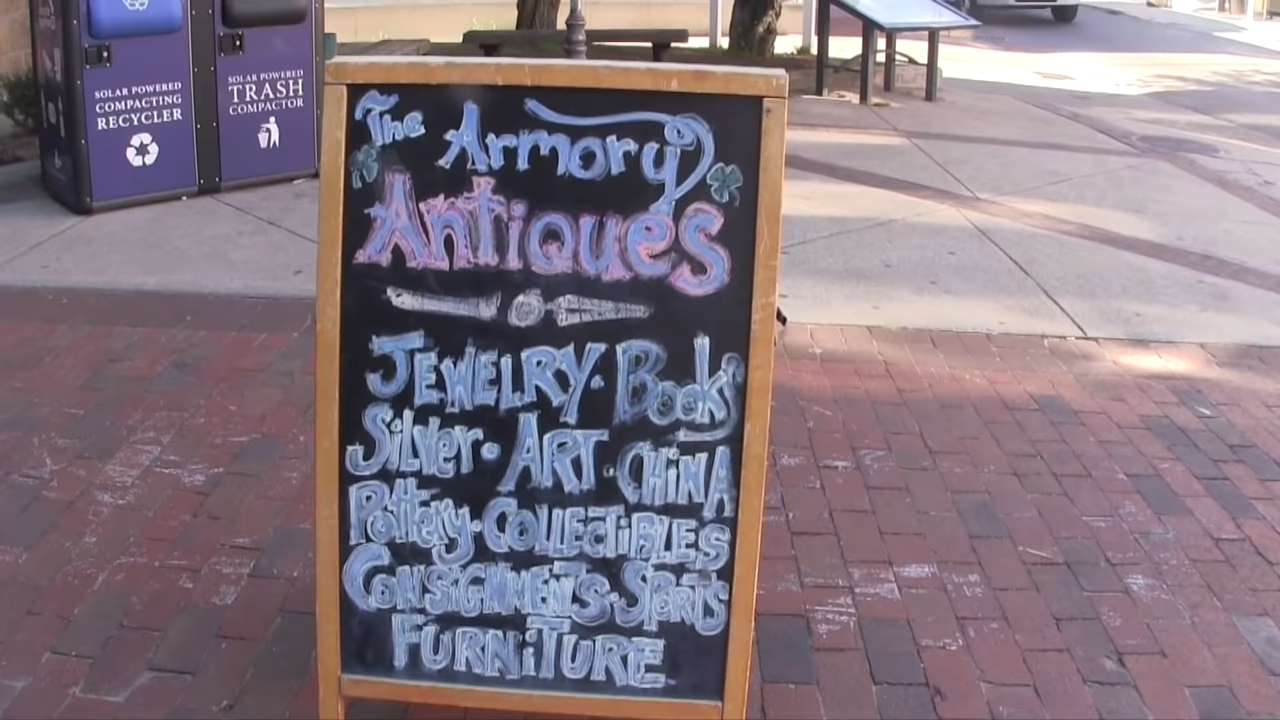 SOLAR POWERED
COMPACTING
RECYCLER
SOLAR POWERED
TRASH
COMPACTOR
The Armory
Antiques
JEWELRY · Books
Silver · ART · CHiNA
Pottery · COLLECTiBLES
CONSIGNMENTS · SPORTS
FURNiTURE